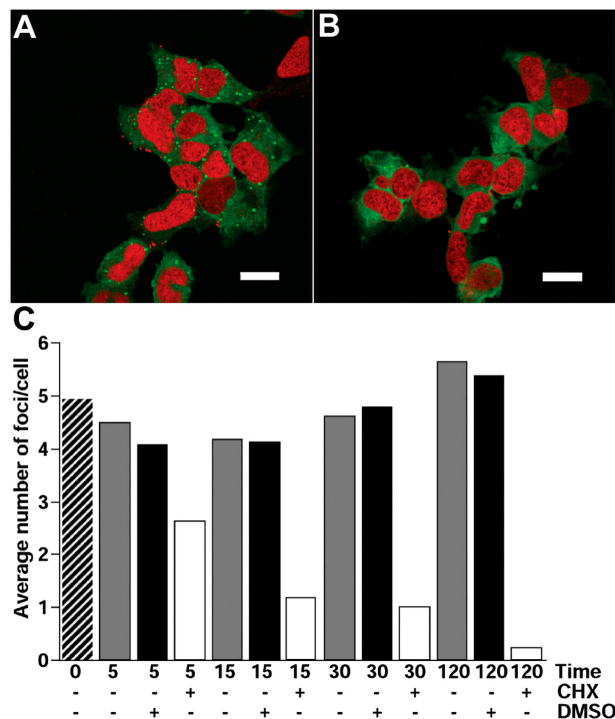 A
B
C
Average number of foci/cell
6
5
4
3
2
1
0
0 5 5 5 15 15 15 30 30 30 120 120 120 Time
- - - + - - + - - + - - + CHX
- - + - - + - - + - - + - DMSO